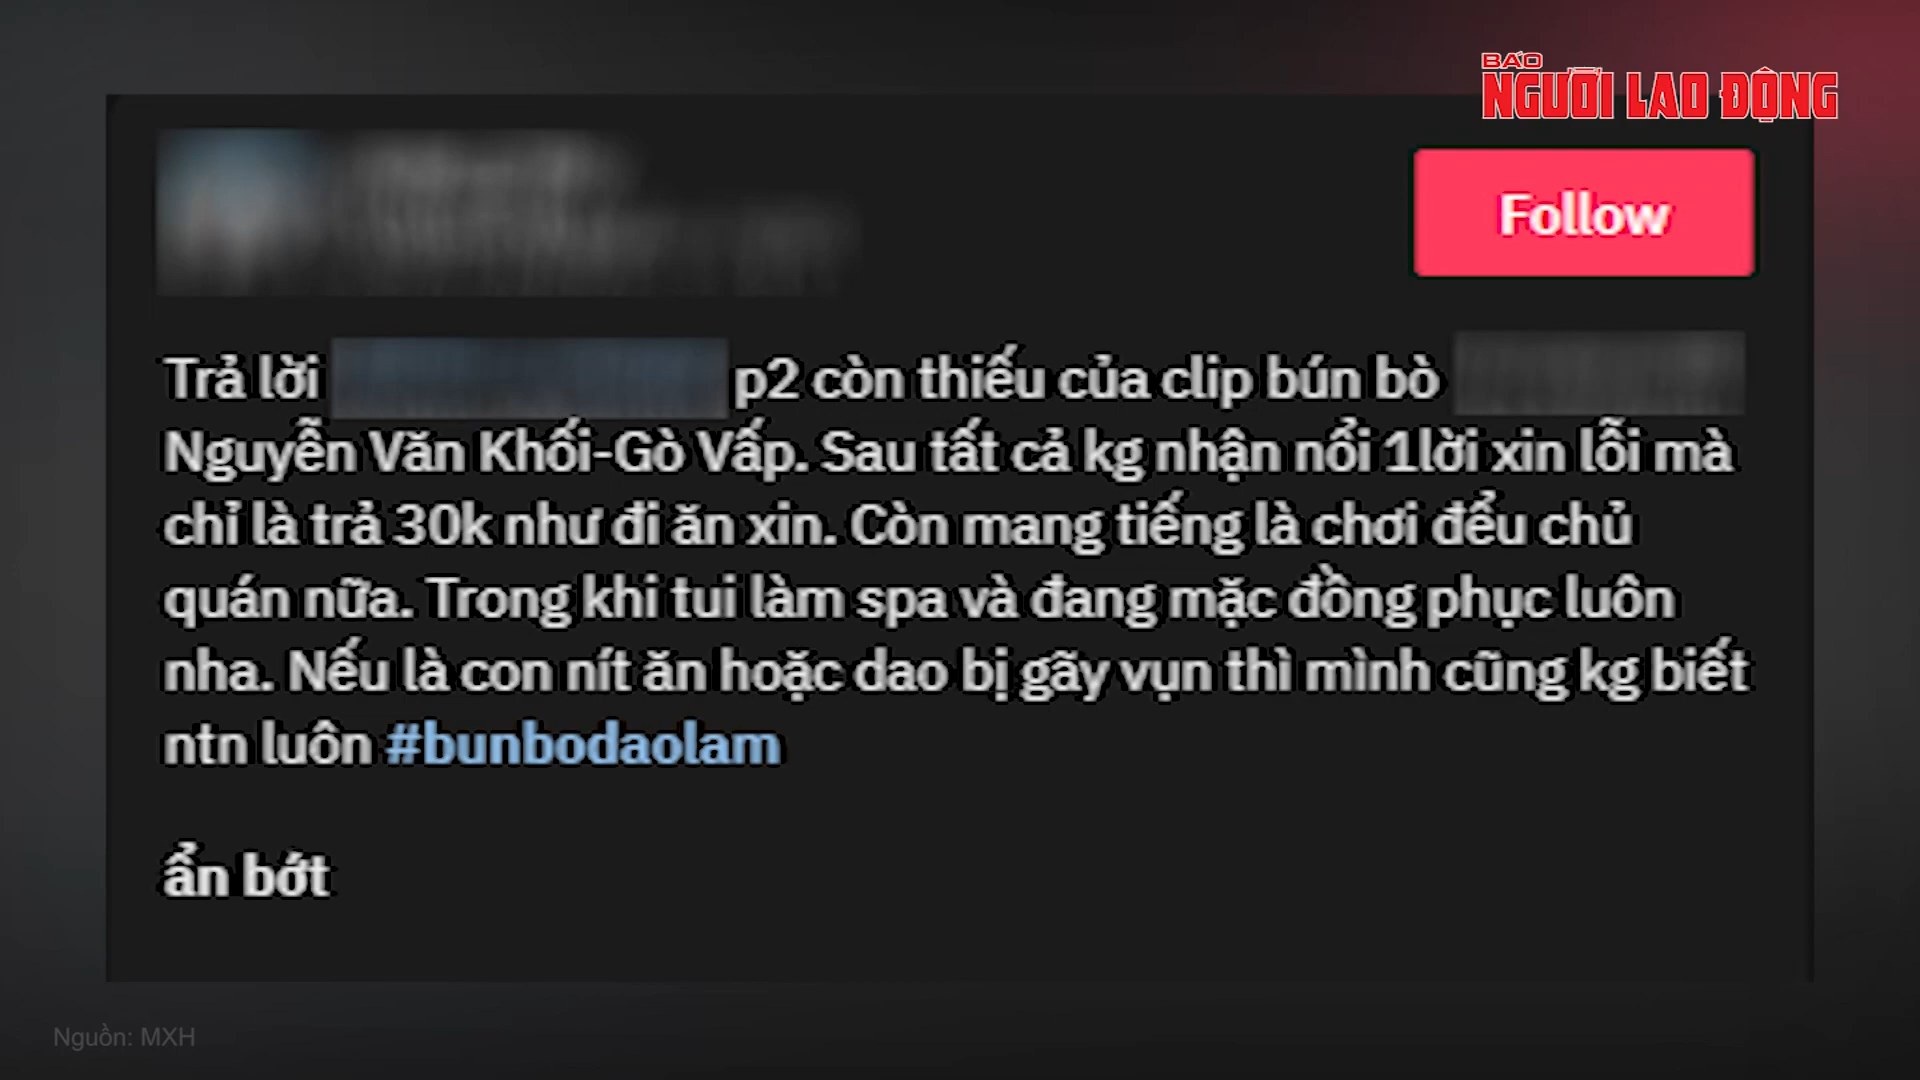 BÁO
NGƯỜI LAO ĐỘNG
Follow
Trả lời p2 còn thiếu của clip bún bò
Nguyễn Văn Khối-Gò Vấp. Sau tất cả kg nhận nổi 1lời xin lỗi mà
chỉ là trả 30k như đi ăn xin. Còn mang tiếng là chơi đểu chủ
quán nữa. Trong khi tui làm spa và đang mặc đồng phục luôn
nha. Nếu là con nít ăn hoặc dao bị gãy vụn thì mình cũng kg biết
ntn luôn #bunbodaolam
ẩn bớt
Nguồn: MXH